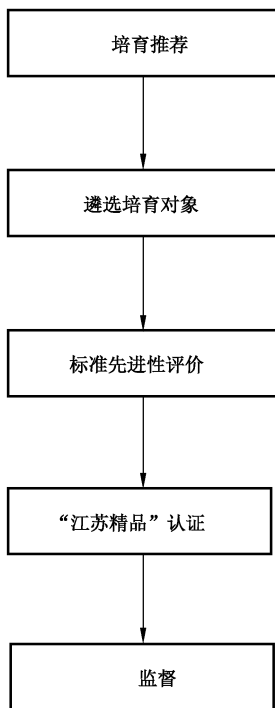 培育推荐
遴选培育对象
标准先进性评价
“江苏精品”认证
监督